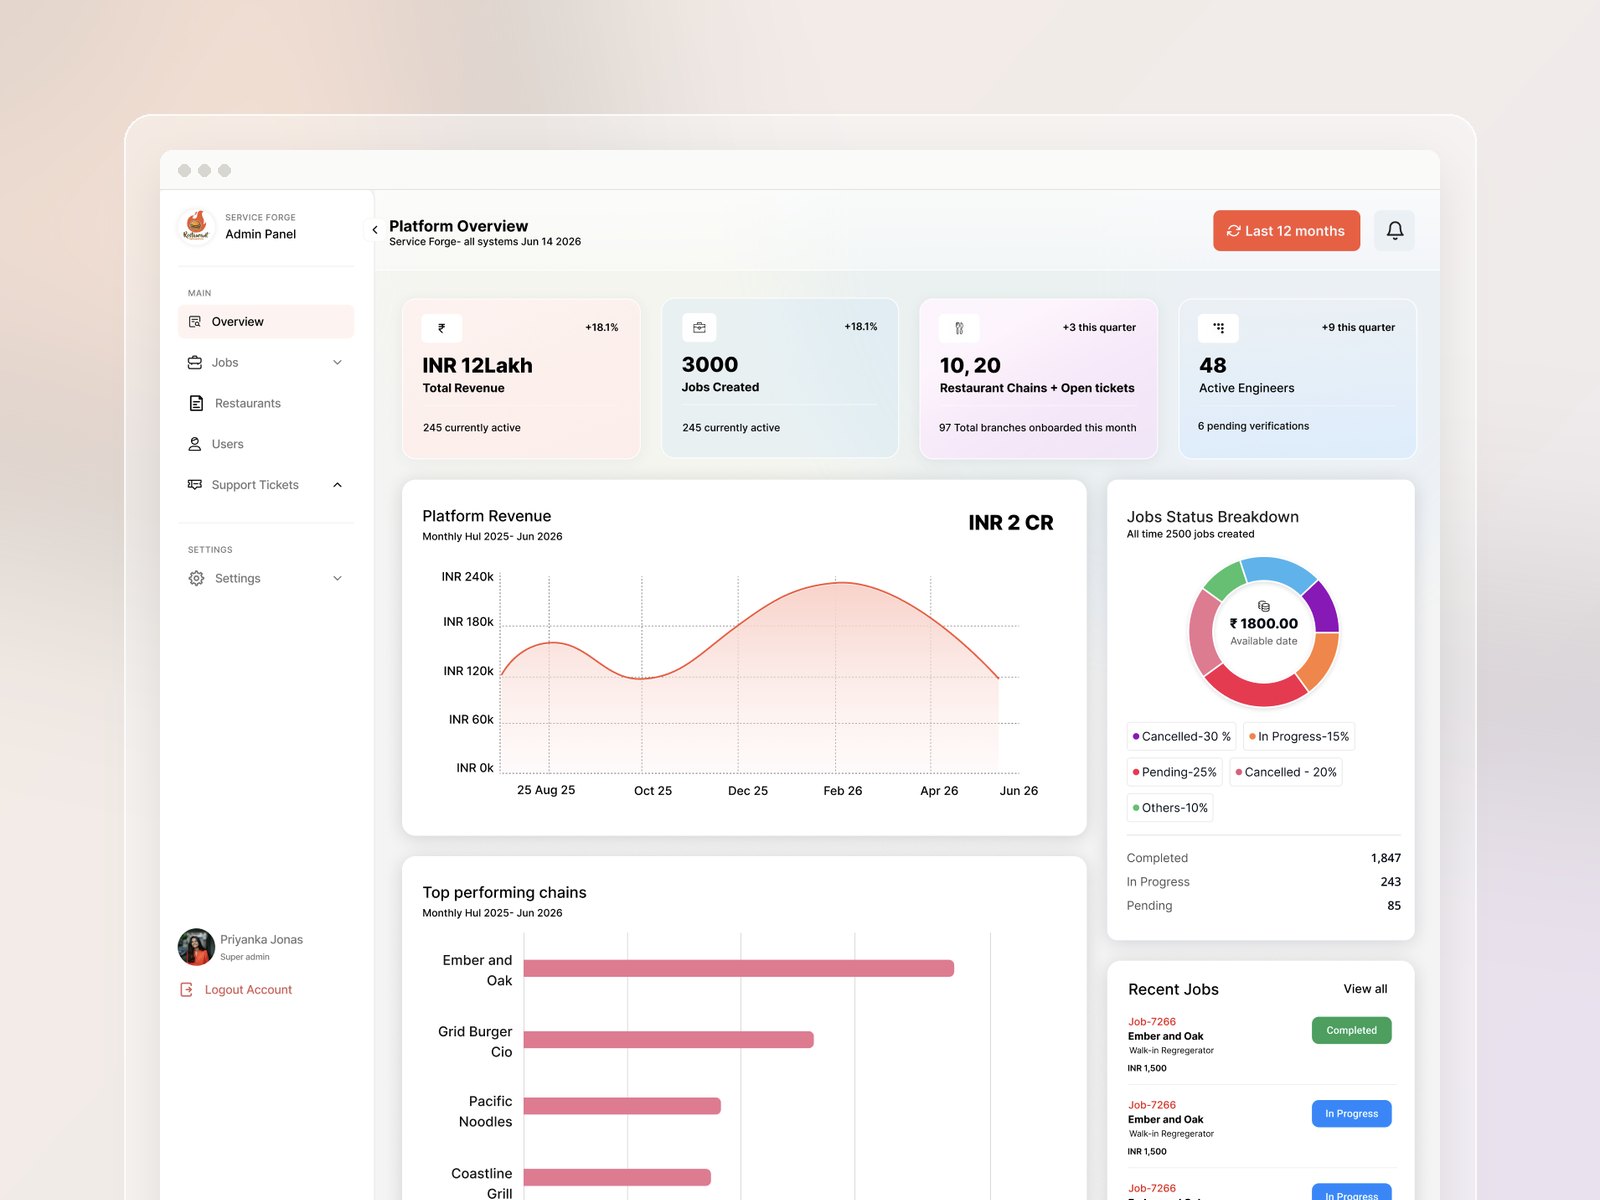 SERVICE FORGE
Admin Panel
MAIN
Overview
Jobs
Restaurants
Users
Support Tickets
SETTINGS
Settings
Priyanka Jonas
Super admin
Logout Account
Platform Overview
Service Forge- all systems Jun 14 2026
Last 12 months
₹
+18.1%
INR 12Lakh
Total Revenue
245 currently active
+18.1%
3000
Jobs Created
245 currently active
+3 this quarter
10, 20
Restaurant Chains + Open tickets
97 Total branches onboarded this month
+9 this quarter
48
Active Engineers
6 pending verifications
Platform Revenue
Monthly Hul 2025- Jun 2026
INR 2 CR
INR 240k
INR 180k
INR 120k
INR 60k
INR 0k
25 Aug 25
Oct 25
Dec 25
Feb 26
Apr 26
Jun 26
Jobs Status Breakdown
All time 2500 jobs created
₹ 1800.00
Available date
Cancelled-30 %
In Progress-15%
Pending-25%
Cancelled - 20%
Others-10%
Completed 1,847
In Progress 243
Pending 85
Top performing chains
Monthly Hul 2025- Jun 2026
Ember and
Oak
Grid Burger
Cio
Pacific
Noodles
Coastline
Grill
Recent Jobs
View all
Job-7266
Ember and Oak
Walk-in Regregerator
INR 1,500
Completed
Job-7266
Ember and Oak
Walk-in Regregerator
INR 1,500
In Progress
Job-7266
In Progress